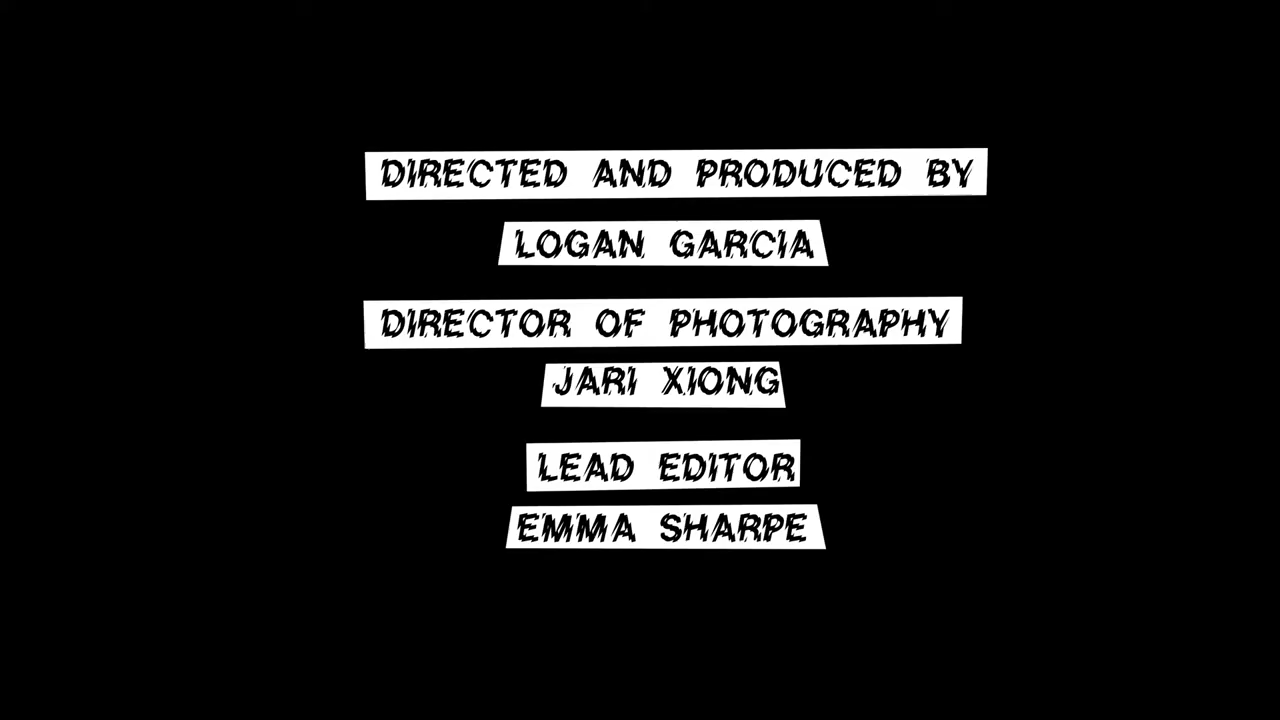 DIRECTED AND PRODUCED BY
LOGAN GARCIA
DIRECTOR OF PHOTOGRAPHY
JARI XIONG
LEAD EDITOR
EMMA SHARPE